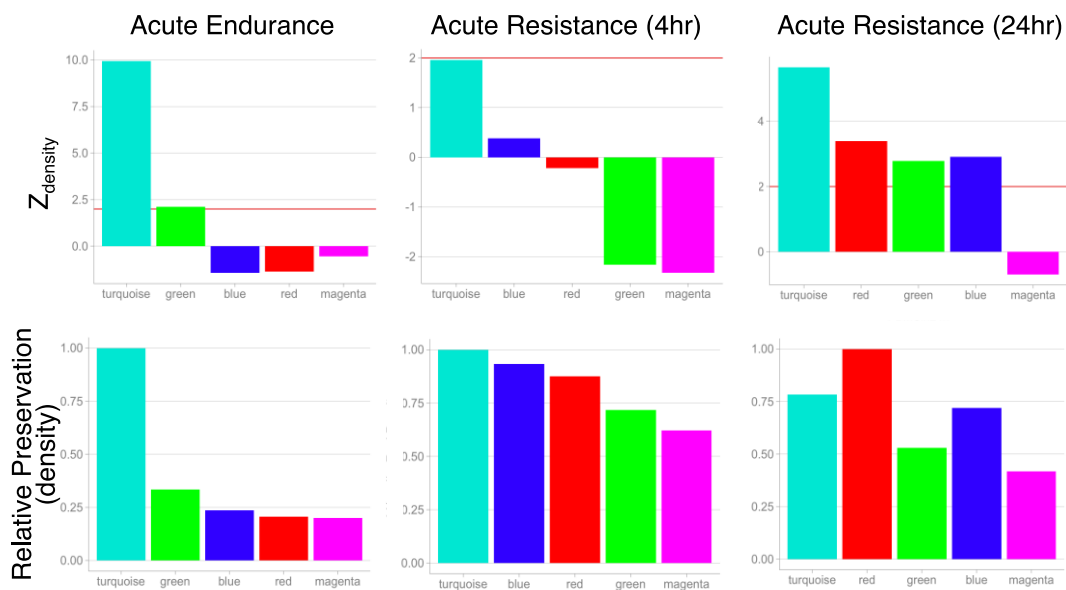 Acute Endurance
Acute Resistance (4hr)
Acute Resistance (24hr)
Zdensity
10.0
7.5
5.0
2.5
0.0
turquoise green blue red magenta
2
1
0
-1
-2
turquoise blue red green magenta
4
2
0
turquoise red green blue magenta
Relative Preservation
(density)
1.00
0.75
0.50
0.25
0.00
turquoise green blue red magenta
1.00
0.75
0.50
0.25
0.00
turquoise blue red green magenta
1.00
0.75
0.50
0.25
0.00
turquoise red green blue magenta